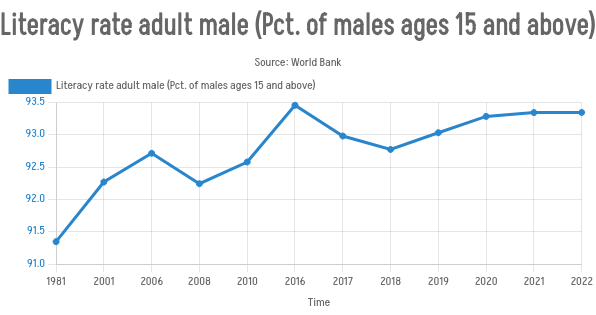 Literacy rate adult male (Pct. of males ages 15 and above)
Source: World Bank
Literacy rate adult male (Pct. of males ages 15 and above)
93.5
93.0
92.5
92.0
91.5
91.0
1981 2001 2006 2008 2010 2016 2017 2018 2019 2020 2021 2022
Time